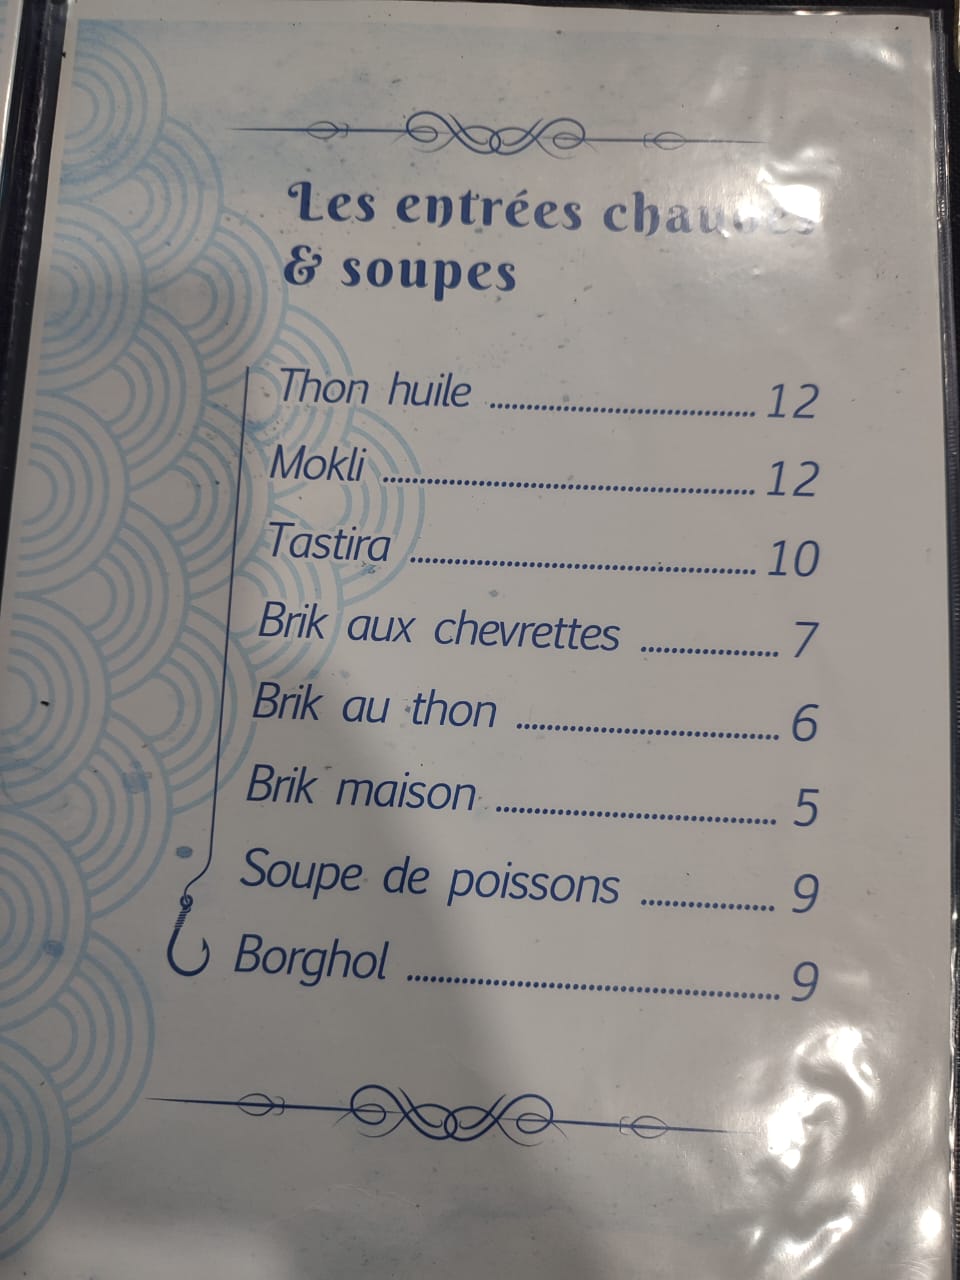 Les entrées chaudes
& soupes
Thon huile 12
Mokli 12
Tastira 10
Brik aux chevrettes 7
Brik au thon 6
Brik maison 5
Soupe de poissons 9
Borghol 9